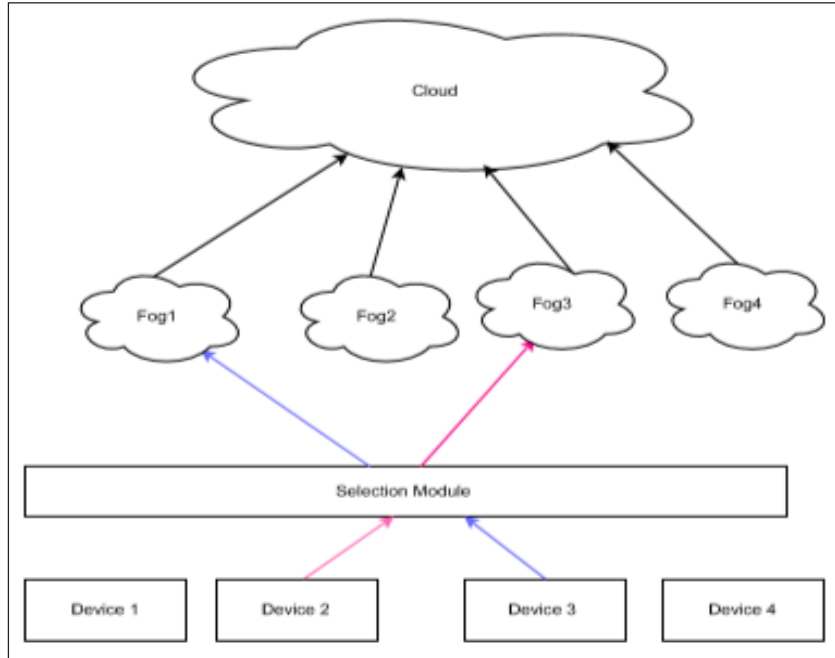 Cloud
Fog1
Fog2
Fog3
Fog4
Selection Module
Device 1
Device 2
Device 3
Device 4